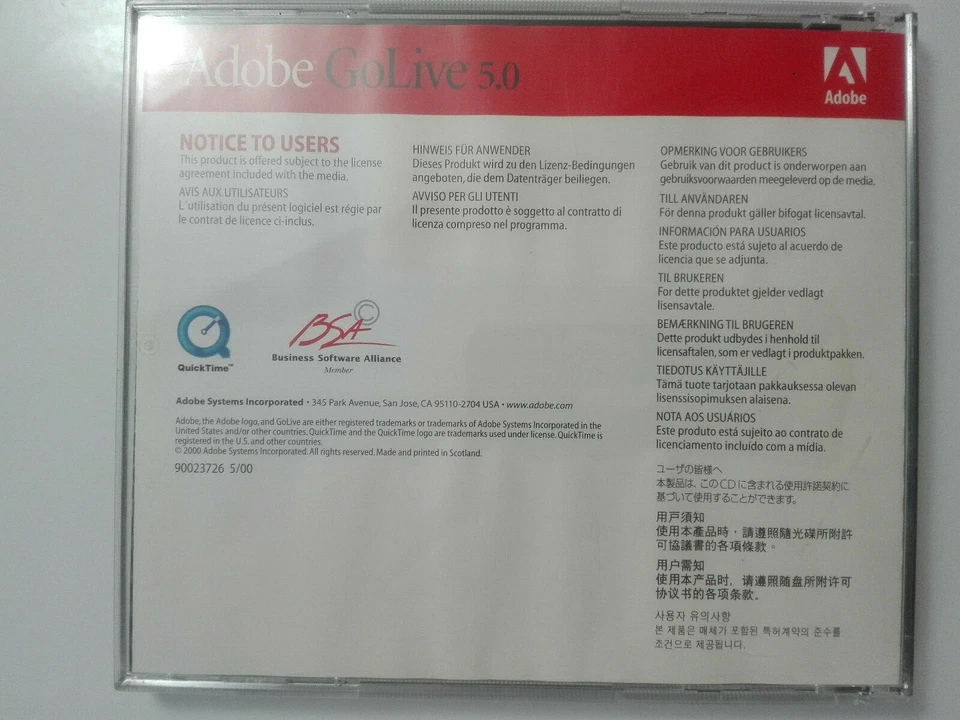 Adobe GoLive 5.0
Adobe
NOTICE TO USERS
This product is offered subject to the license
agreement included with the media.
AVIS AUX UTILISATEURS
L'utilisation du présent logiciel est régie par
le contrat de licence ci-inclus.
HINWEIS FÜR ANWENDER
Dieses Produkt wird zu den Lizenz-Bedingungen
angeboten, die dem Datenträger beiliegen.
AVVISO PER GLI UTENTI
Il presente prodotto è soggetto al contratto di
licenza compreso nel programma.
OPMERKING VOOR GEBRUIKERS
Gebruik van dit product is onderworpen aan
gebruiksvoorwaarden meegeleverd op de media.
TILL ANVÄNDAREN
För denna produkt gäller bifogat licensavtal.
INFORMACIÓN PARA USUARIOS
Este producto está sujeto al acuerdo de
licencia que se adjunta.
TIL BRUKEREN
For dette produktet gjelder vedlagt
lisensavtale.
BEMÆRKNING TIL BRUGEREN
Dette produkt udbydes i henhold til
licensaftalen, som er vedlagt i produktpakken.
TIEDOTUS KÄYTTÄJILLE
Tämä tuote tarjotaan pakkauksessa olevan
lisenssisopimuksen alaisena.
NOTA AOS USUÁRIOS
Este produto está sujeito ao contrato de
licenciamento incluído com a mídia.
ユーザの皆様へ
本製品は、このCDに含まれる使用許諾契約に
基づいて使用することができます。
用戶須知
使用本產品時，請遵照隨光碟所附許
可協議書的各項條款。
用户需知
使用本产品时，请遵照随盘所附许可
协议书的各项条款。
사용자 유의사항
본 제품은 매체가 포함된 특허계약의 준수를
조건으로 제공됩니다.
QuickTime™
BSA ©
Business Software Alliance
Member
Adobe Systems Incorporated • 345 Park Avenue, San Jose, CA 95110-2704 USA • www.adobe.com
Adobe, the Adobe logo, and GoLive are either registered trademarks or trademarks of Adobe Systems Incorporated in the
United States and/or other countries. QuickTime and the QuickTime logo are trademarks used under license. QuickTime is
registered in the U.S. and other countries.
© 2000 Adobe Systems Incorporated. All rights reserved. Made and printed in Scotland.
90023726 5/00